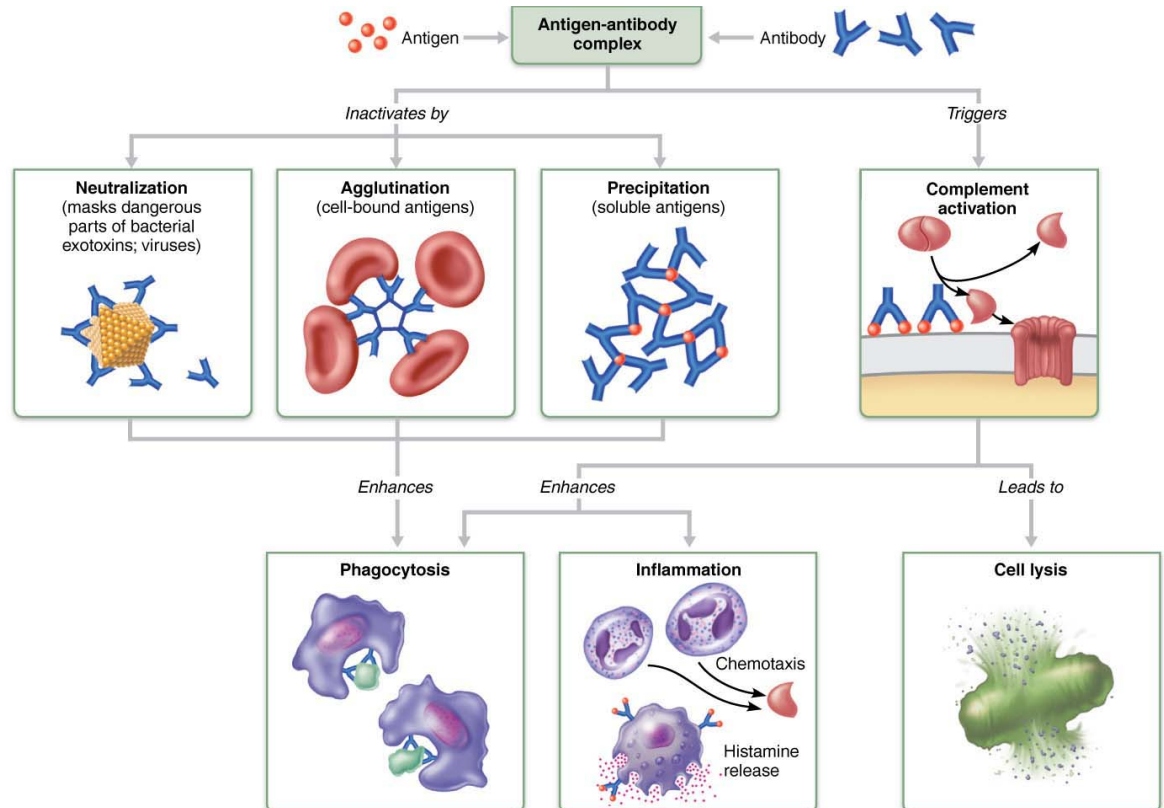 Antigen
Antigen-antibody
complex
Antibody
Inactivates by
Triggers
Neutralization
(masks dangerous
parts of bacterial
exotoxins; viruses)
Agglutination
(cell-bound antigens)
Precipitation
(soluble antigens)
Complement
activation
Enhances
Enhances
Leads to
Phagocytosis
Inflammation
Chemotaxis
Histamine
release
Cell lysis